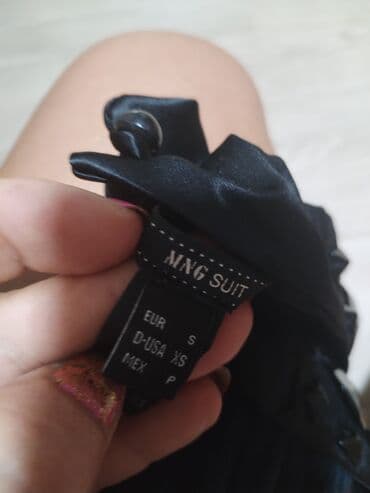 MNG SUIT
EUR S
D-USA XS
MEX P